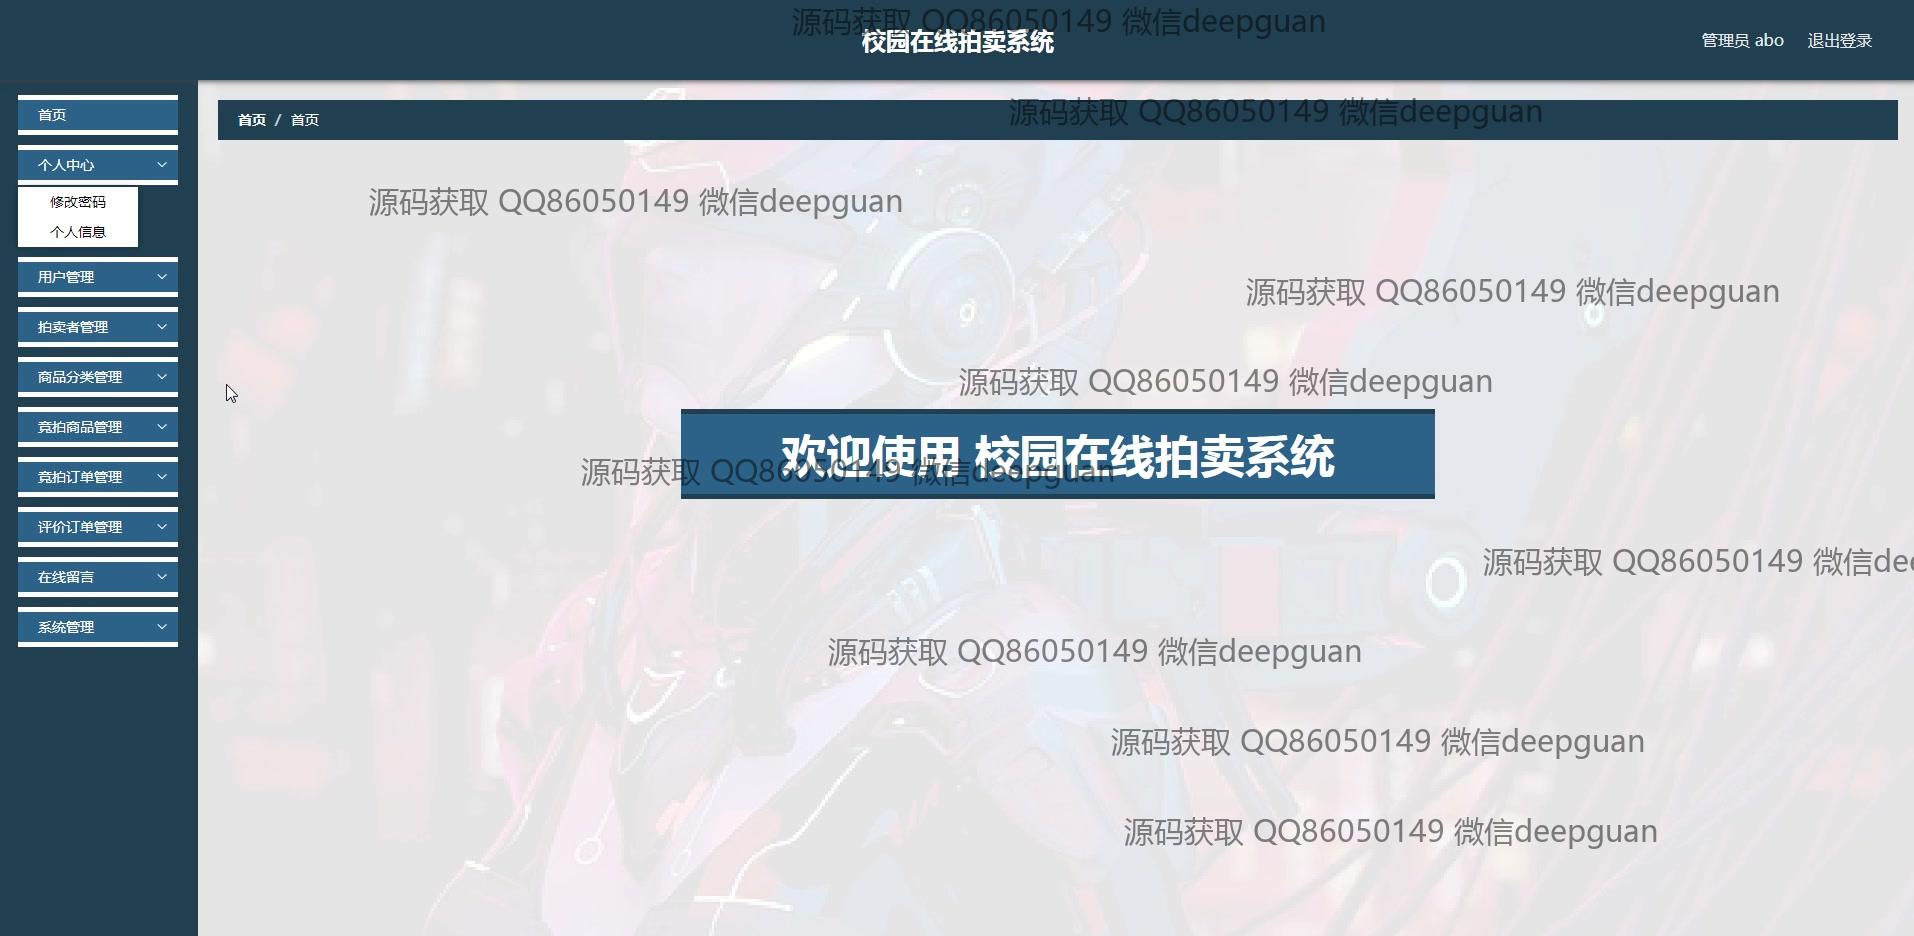 源码获取 QQ86050149 微信deepguan
校园在线拍卖系统
管理员 abo
退出登录
首页
首页 / 首页
源码获取 QQ86050149 微信deepguan
个人中心
修改密码
个人信息
源码获取 QQ86050149 微信deepguan
用户管理
源码获取 QQ86050149 微信deepguan
拍卖者管理
商品分类管理
源码获取 QQ86050149 微信deepguan
竞拍商品管理
欢迎使用 校园在线拍卖系统
竞拍订单管理
源码获取 QQ86050149 微信deepguan
评价订单管理
在线留言
源码获取 QQ86050149 微信dee
系统管理
源码获取 QQ86050149 微信deepguan
源码获取 QQ86050149 微信deepguan
源码获取 QQ86050149 微信deepguan